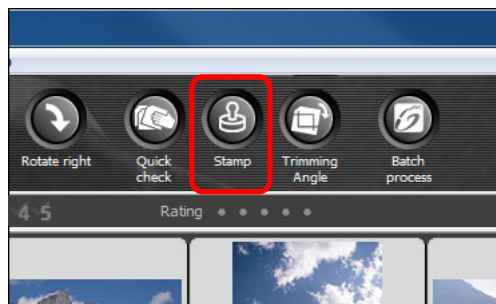 Rotate right
Quick
check
Stamp
Trimming
Angle
Batch
process
4 5
Rating